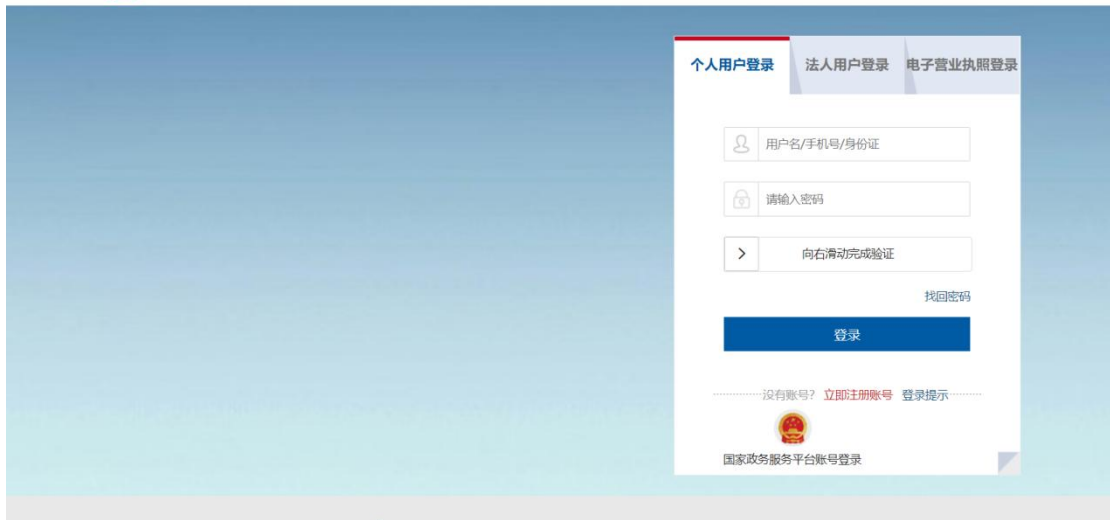 个人用户登录 法人用户登录 电子营业执照登录
用户名/手机号/身份证
请输入密码
向右滑动完成验证
找回密码
登录
没有账号? 立即注册账号 登录提示
国家政务服务平台账号登录